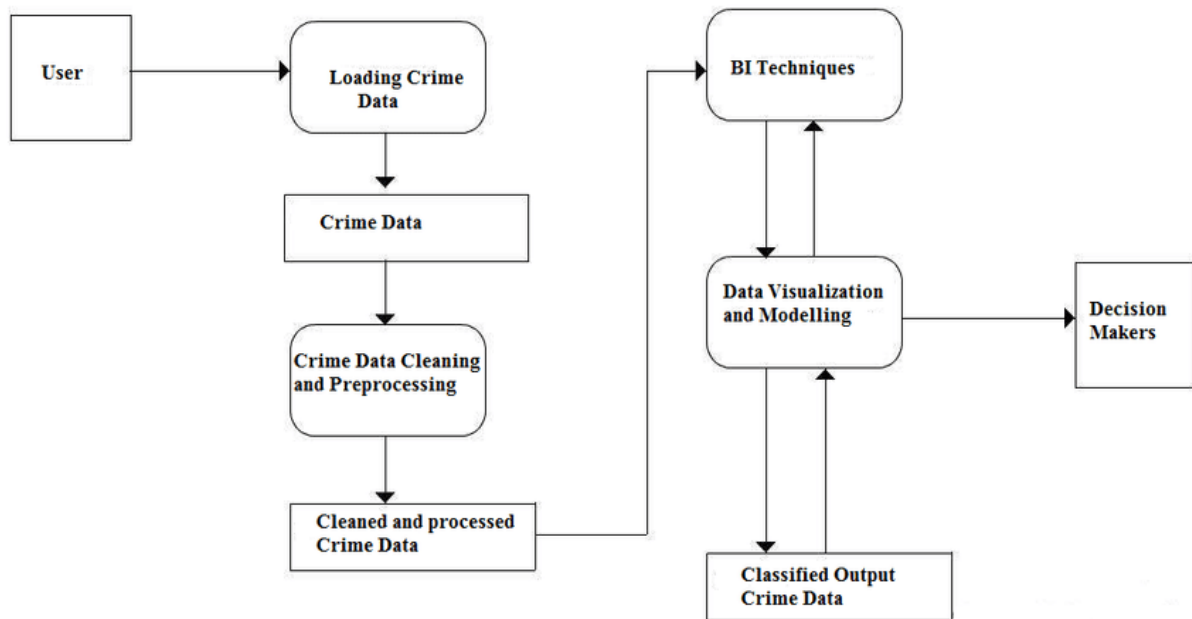 User
Loading Crime
Data
Crime Data
Crime Data Cleaning
and Preprocessing
Cleaned and processed
Crime Data
BI Techniques
Data Visualization
and Modelling
Classified Output
Crime Data
Decision
Makers